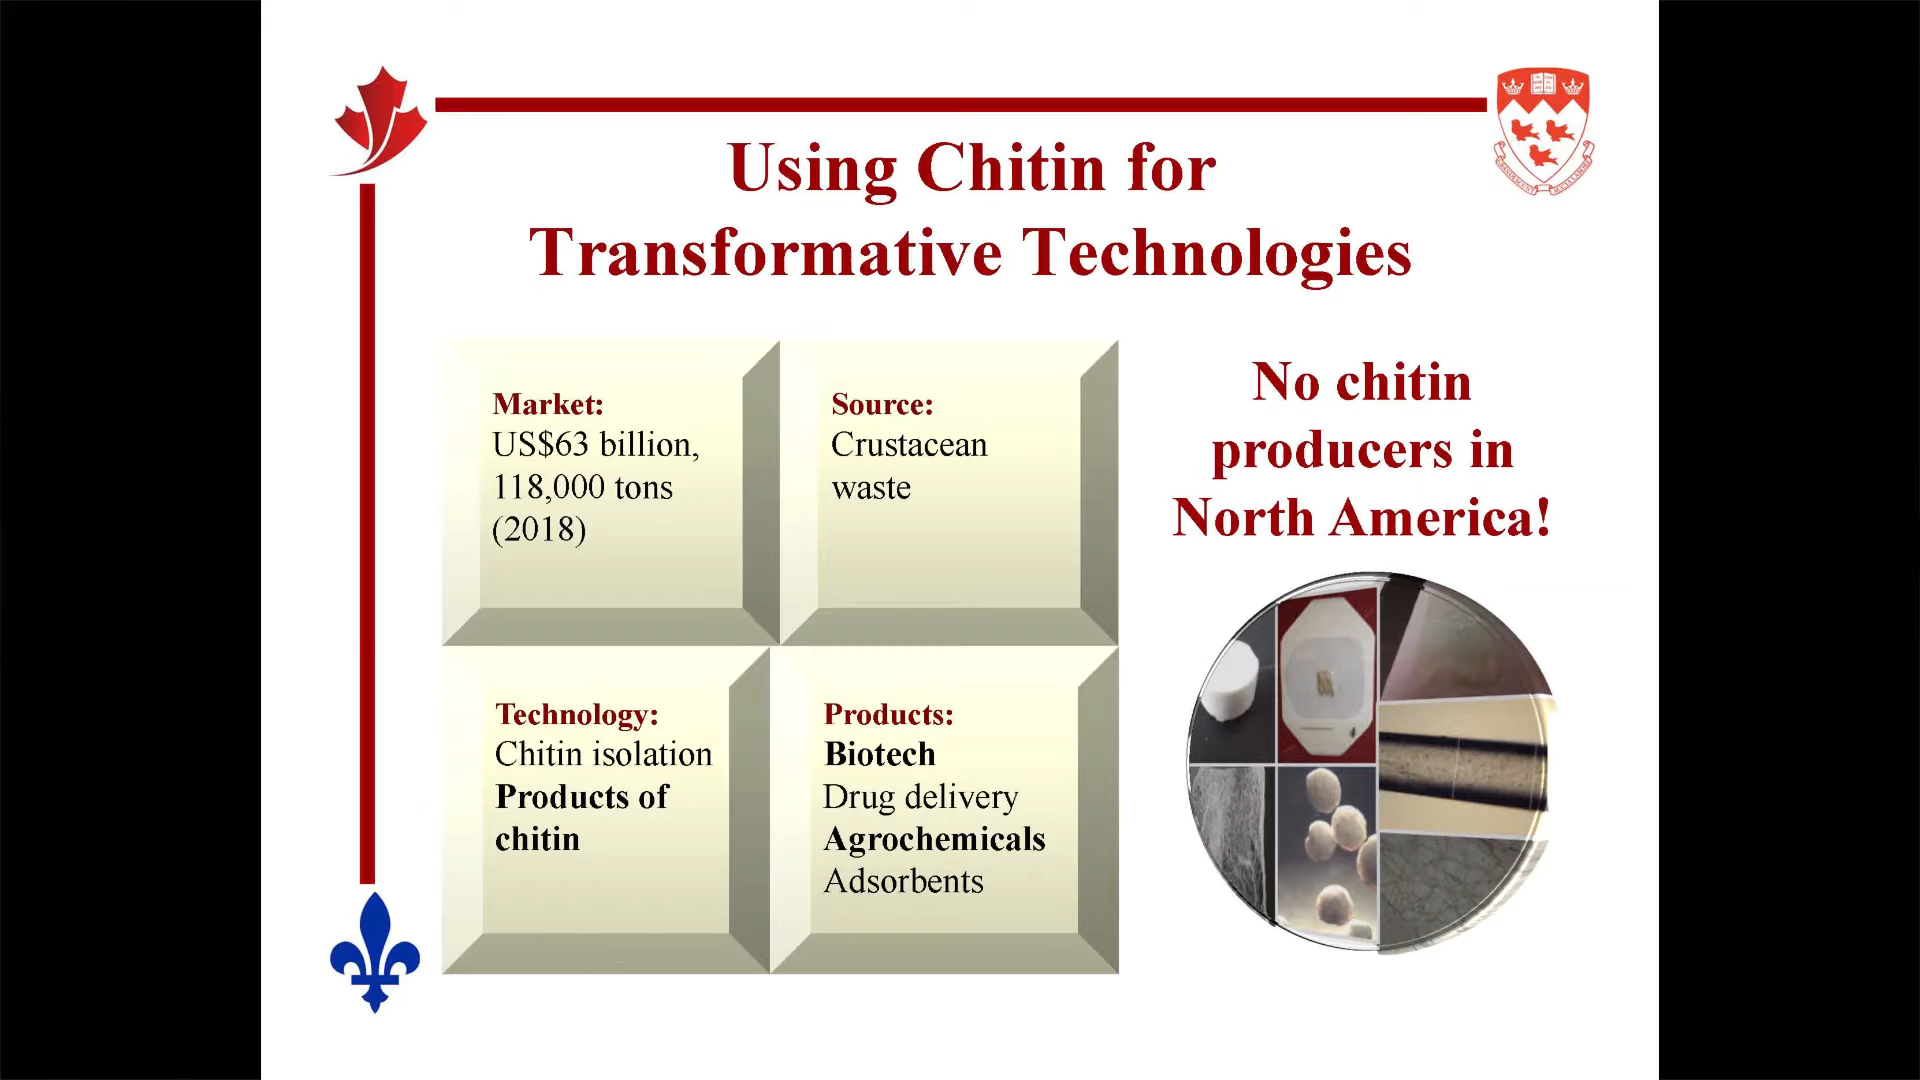 Using Chitin for
Transformative Technologies
Market:
US$63 billion,
118,000 tons
(2018)
Source:
Crustacean
waste
No chitin
producers in
North America!
Technology:
Chitin isolation
Products of
chitin
Products:
Biotech
Drug delivery
Agrochemicals
Adsorbents